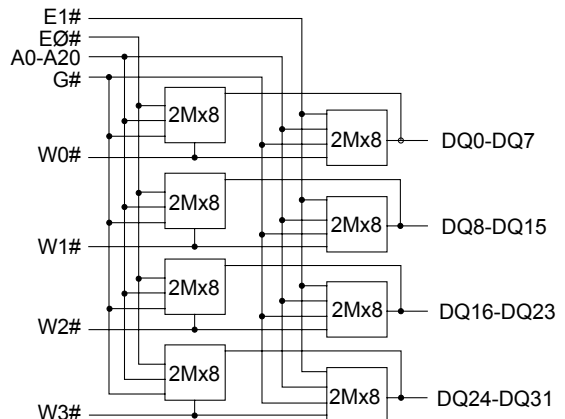 E1#
EØ#
A0-A20
G#
2Mx8
2Mx8
DQ0-DQ7
W0#
2Mx8
2Mx8
DQ8-DQ15
W1#
2Mx8
2Mx8
DQ16-DQ23
W2#
2Mx8
2Mx8
DQ24-DQ31
W3#